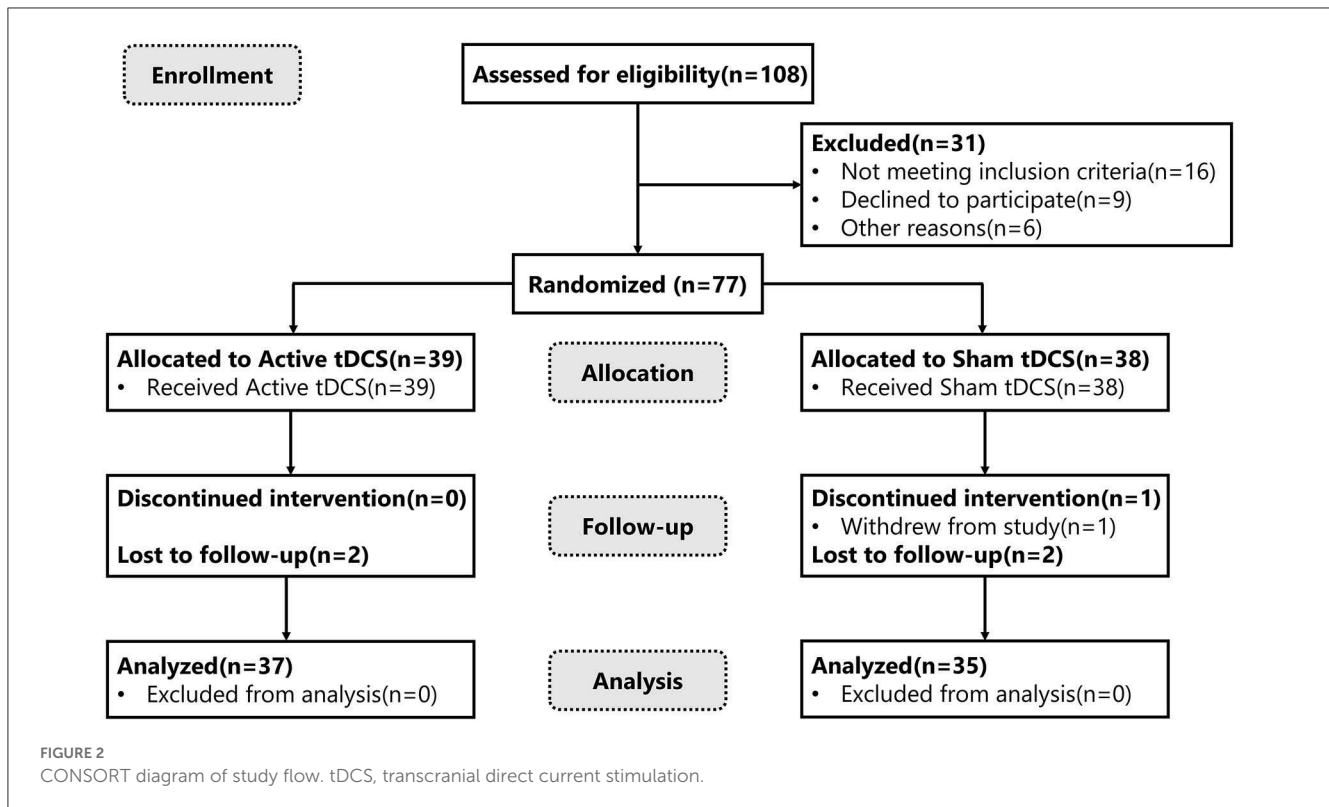 Enrollment
Assessed for eligibility(n=108)
Excluded(n=31)
• Not meeting inclusion criteria(n=16)
• Declined to participate(n=9)
• Other reasons(n=6)
Randomized (n=77)
Allocated to Active tDCS(n=39)
• Received Active tDCS(n=39)
Allocation
Allocated to Sham tDCS(n=38)
• Received Sham tDCS(n=38)
Discontinued intervention(n=0)
Lost to follow-up(n=2)
Follow-up
Discontinued intervention(n=1)
• Withdrew from study(n=1)
Lost to follow-up(n=2)
Analyzed(n=37)
• Excluded from analysis(n=0)
Analysis
Analyzed(n=35)
• Excluded from analysis(n=0)
FIGURE 2
CONSORT diagram of study flow. tDCS, transcranial direct current stimulation.